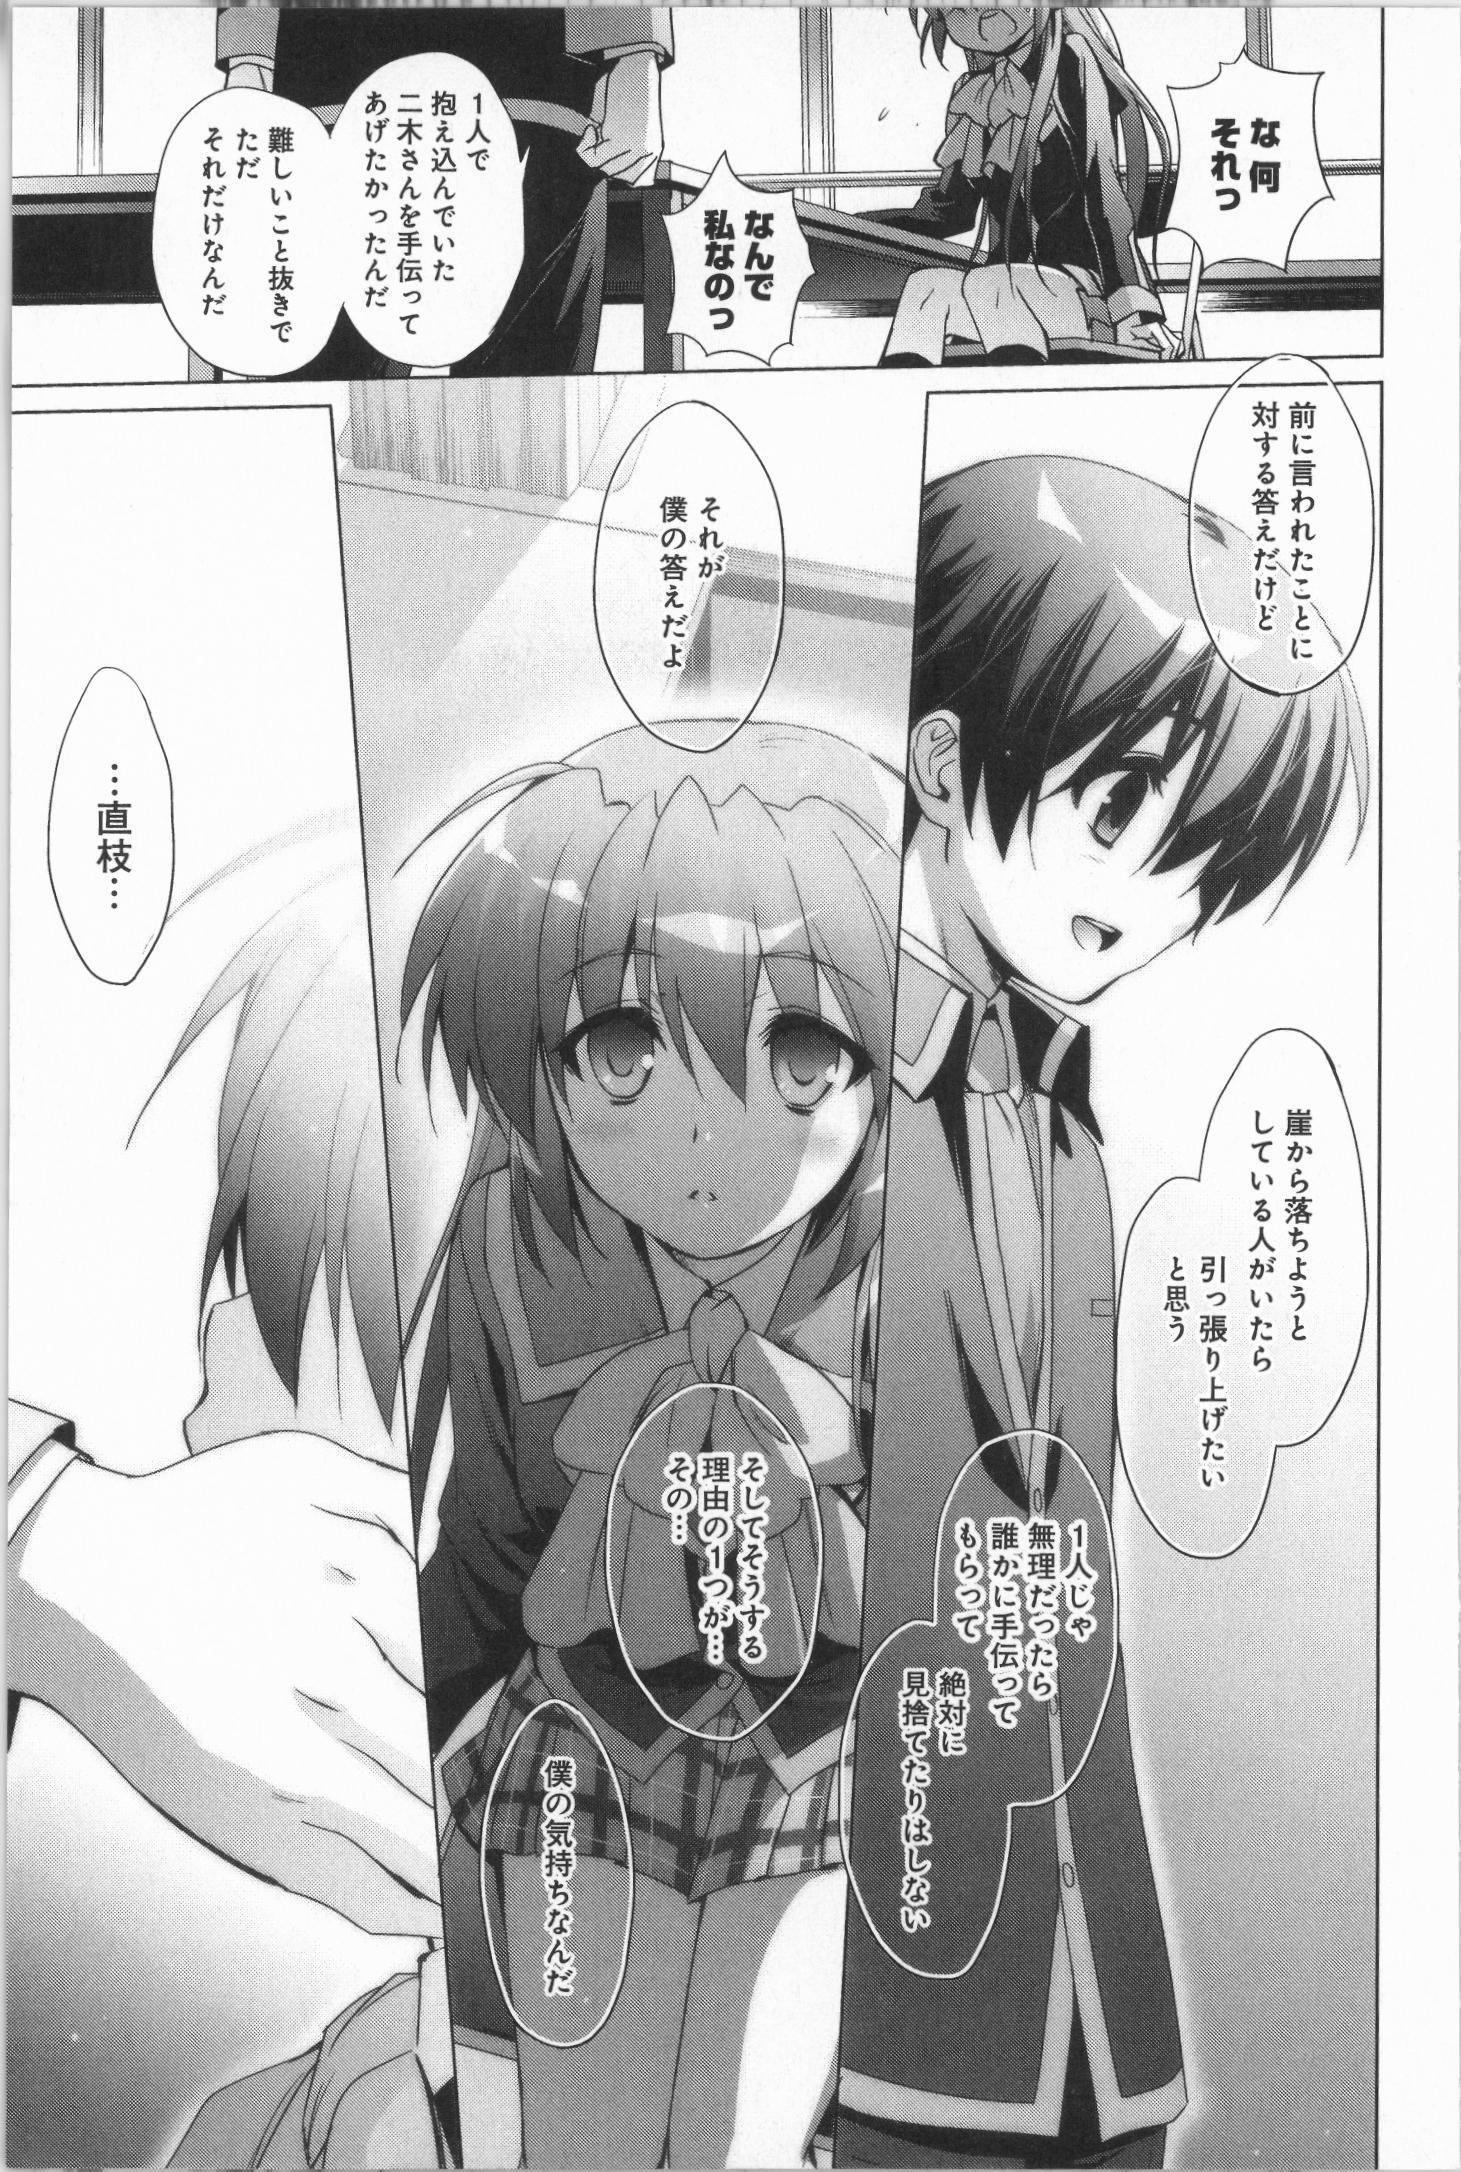 な何
それっ
なんで
私なのっ
1人で
抱え込んでいた
二木さんを手伝って
あげたかったんだ
難しいこと抜きで
ただ
それだけなんだ
前に言われたことに
対する答えだけど
崖から落ちようと
している人がいたら
引っ張り上げたい
と思う
1人じゃ
無理だったら
誰かに手伝って
もらって
絶対に
見捨てたりはしない
それが
僕の答えだよ
そしてそうする
理由の1つが…
その…
僕の気持ちなんだ
…直枝…